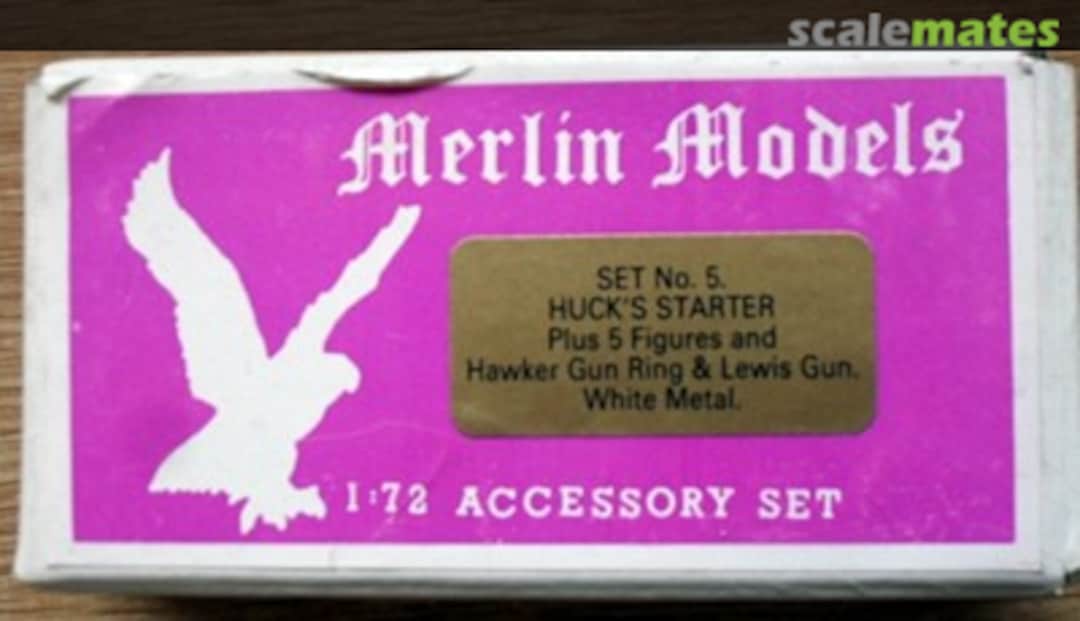 scalemates
Merlin Models
SET No. 5.
HUCK'S STARTER
Plus 5 Figures and
Hawker Gun Ring & Lewis Gun.
White Metal.
1:72 ACCESSORY SET